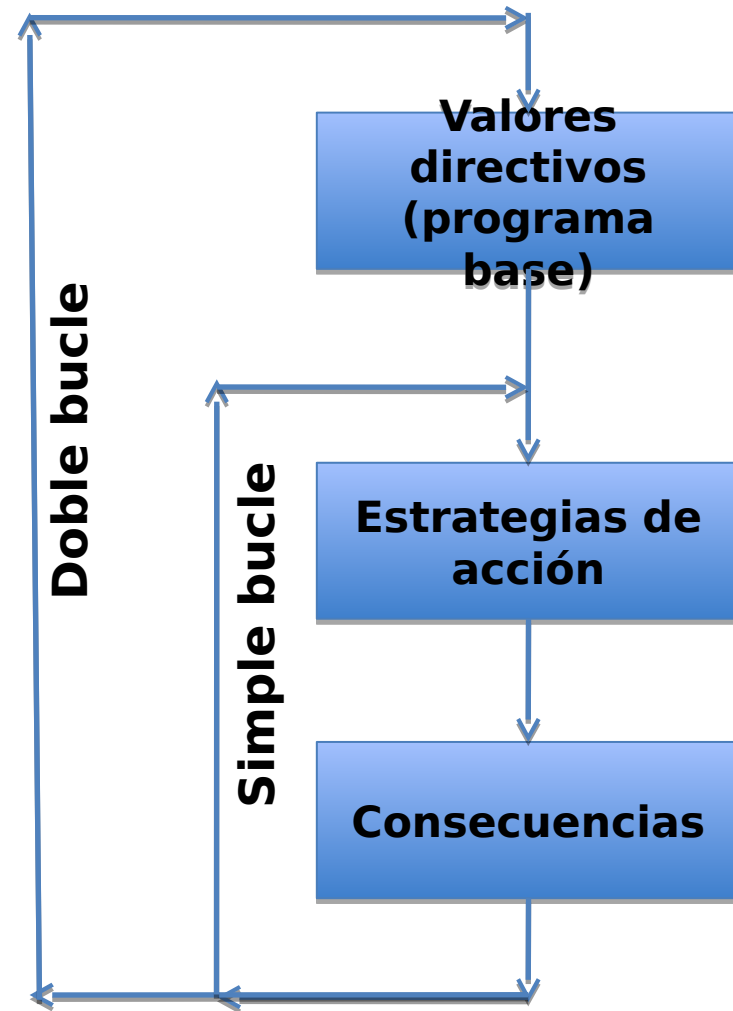 Valores
directivos
(programa
base)
Doble bucle
Simple bucle
Estrategias de
acción
Consecuencias